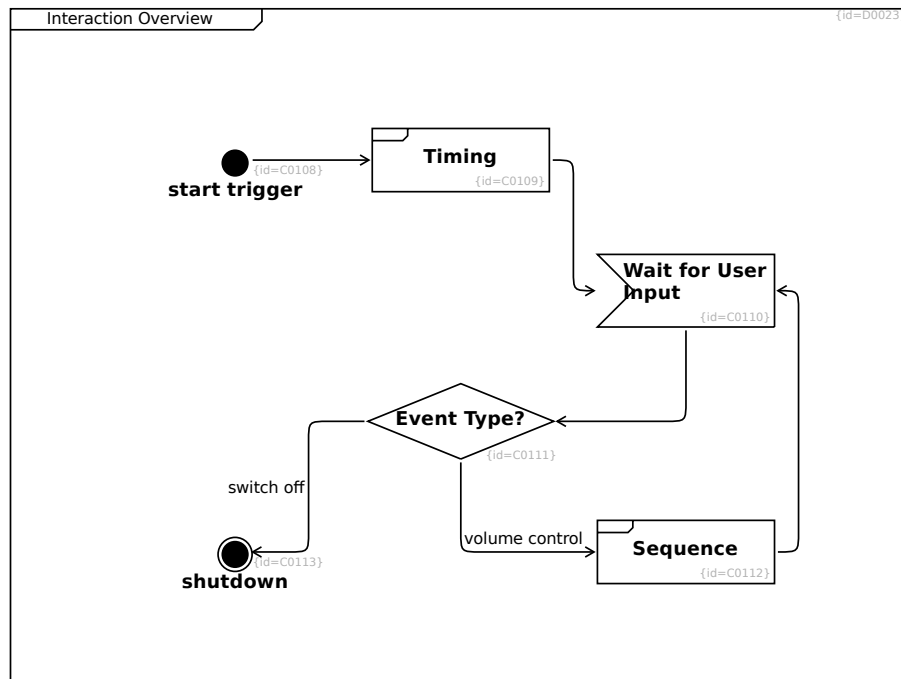 Interaction Overview
{id=D0023
Timing
{id=C0108}
{id=C0109}
start trigger
Wait for User
Input
{id=C0110}
Event Type?
{id=C0111}
switch off
volume control
Sequence
{id=C0113}
{id=C0112}
shutdown